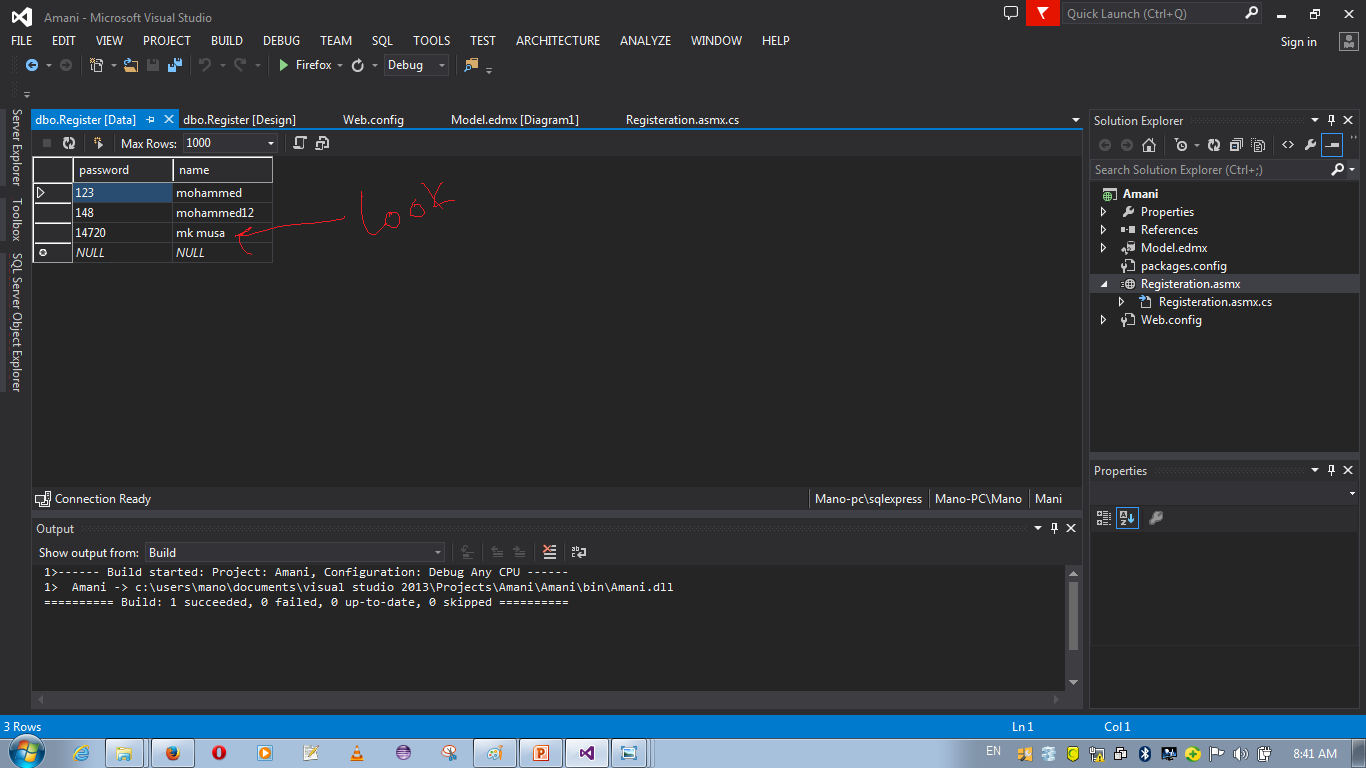 Amani - Microsoft Visual Studio
Quick Launch (Ctrl+Q)
FILE EDIT VIEW PROJECT BUILD DEBUG TEAM SQL TOOLS TEST ARCHITECTURE ANALYZE WINDOW HELP
Sign in
Firefox Debug
Server Explorer
Toolbox
SQL Server Object Explorer
dbo.Register [Data] dbo.Register [Design] Web.config Model.edmx [Diagram1] Registeration.asmx.cs
Max Rows: 1000
password name
123 mohammed
148 mohammed12
14720 mk musa
NULL NULL
look
Connection Ready
Mano-pc\sqlexpress Mano-PC\Mano Mani
Output
Show output from: Build
1>------ Build started: Project: Amani, Configuration: Debug Any CPU ------
1> Amani -> c:\users\mano\documents\visual studio 2013\Projects\Amani\Amani\bin\Amani.dll
========== Build: 1 succeeded, 0 failed, 0 up-to-date, 0 skipped ==========
Solution Explorer
Search Solution Explorer (Ctrl+;)
Amani
Properties
References
Model.edmx
packages.config
Registeration.asmx
Registeration.asmx.cs
Web.config
Properties
3 Rows Ln 1 Col 1
EN 8:41 AM